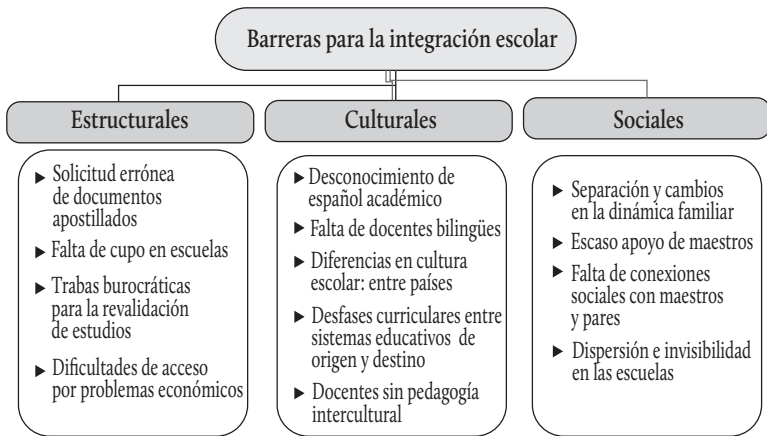 Barreras para la integración escolar
Estructurales
Solicitud errónea
de documentos
apostillados
Falta de cupo en escuelas
Trabas burocráticas
para la revalidación
de estudios
Dificultades de acceso
por problemas económicos
Culturales
Desconocimiento de
español académico
Falta de docentes bilingües
Diferencias en cultura
escolar: entre países
Desfases curriculares entre
sistemas educativos de
origen y destino
Docentes sin pedagogía
intercultural
Sociales
Separación y cambios
en la dinámica familiar
Escaso apoyo de maestros
Falta de conexiones
sociales con maestros
y pares
Dispersión e invisibilidad
en las escuelas